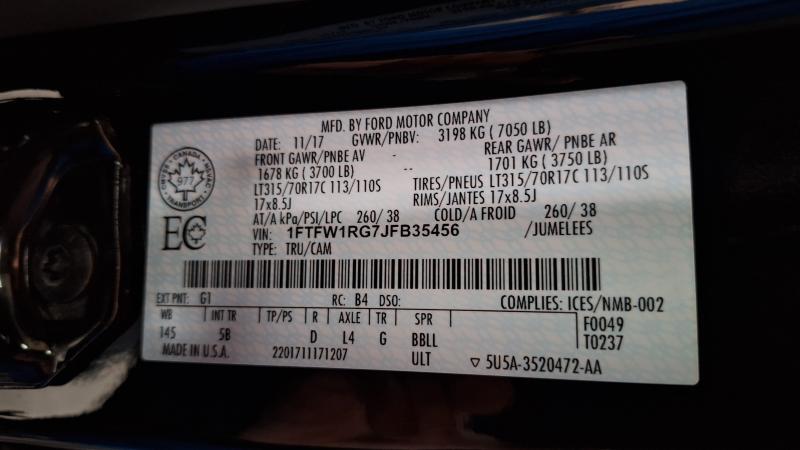 MFD. BY FORD MOTOR COMPANY
DATE: 11/17 GVWR/PNBV: 3198 KG ( 7050 LB)
FRONT GAWR/PNBE AV - REAR GAWR/ PNBE AR
1678 KG ( 3700 LB) -- 1701 KG ( 3750 LB)
LT315/70R17C 113/110S TIRES/PNEUS LT315/70R17C 113/110S
17x8.5J RIMS/JANTES 17x8.5J
AT/A kPa/PSI/LPC 260/ 38 COLD/A FROID 260/ 38
VIN: 1FTFW1RG7JFB35456 /JUMELEES
TYPE: TRU/CAM
CANADA
977
TRANSPORT
EC
EXT PNT: G1 RC: B4 DSO: COMPLIES: ICES/NMB-002
WB INT TR TP/PS R AXLE TR SPR F0049
145 5B D L4 G BBLL T0237
MADE IN U.S.A. 2201711171207 ULT ▽ 5U5A-3520472-AA